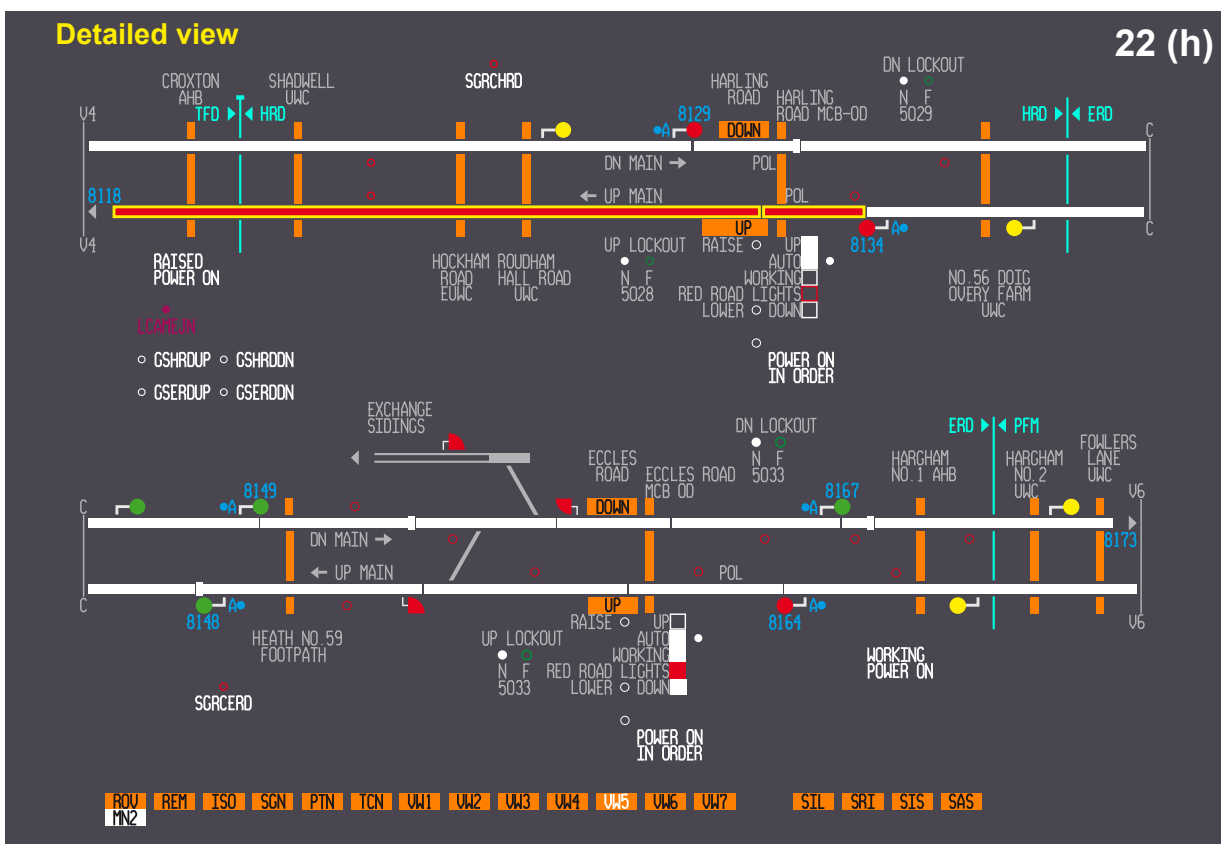 Detailed view
22 (h)
SGRCHRD
DN LOCKOUT
N F
5029
CROXTON
AHB
SHADWELL
UWC
HARLING
ROAD
HARLING
ROAD MCB-OD
V4
TFD
HRD
A
8129
DOWN
HRD
ERD
C
DN MAIN
POL
8118
UP MAIN
POL
V4
UP
8134
A
C
RAISED
POWER ON
HOCKHAM
ROAD
EUWC
ROUDHAM
HALL ROAD
UWC
UP LOCKOUT
N F
5028
RAISE
UP
AUTO
WORKING
RED ROAD LIGHTS
LOWER
DOWN
NO.56 DOIG
OVERY FARM
UWC
LCAMEJN
GSHRDUP
GSHRDDN
GSERDUP
GSERDDN
POWER ON
IN ORDER
EXCHANGE
SIDINGS
DN LOCKOUT
N F
5033
ECCLES
ROAD
ECCLES ROAD
MCB OD
HARGHAM
NO.1 AHB
ERD
PFM
HARGHAM
NO.2
UWC
FOWLERS
LANE
UWC
C
A
8149
DOWN
A
8167
V6
DN MAIN
8173
UP MAIN
POL
C
8148
A
UP
8164
A
V6
HEATH NO.59
FOOTPATH
UP LOCKOUT
N F
5033
RAISE
UP
AUTO
WORKING
RED ROAD LIGHTS
LOWER
DOWN
WORKING
POWER ON
SGRCERD
POWER ON
IN ORDER
ROV REM ISO SGN PTN TCN VW1 VW2 VW3 VW4 VW5 VW6 VW7 SIL SRI SIS SAS
MN2